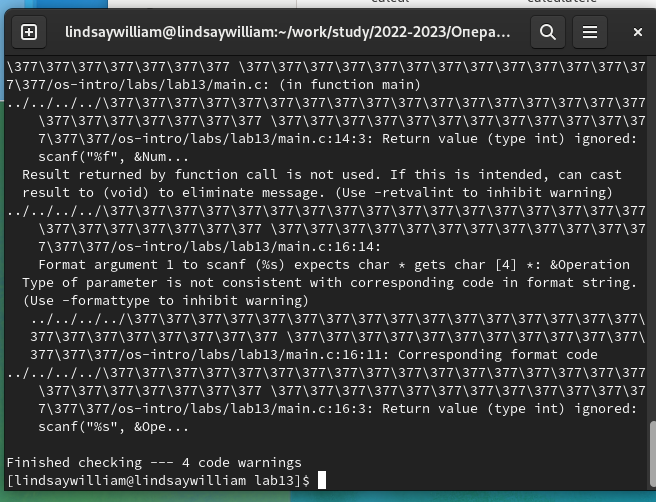 calcul
calculate.c
lindsaywilliam@lindsaywilliam:~/work/study/2022-2023/Опера...
\377\377\377\377\377\377\377 \377\377\377\377\377\377\377\377\377\377\377\377\37
7\377/os-intro/labs/lab13/main.c: (in function main)
../../../../\377\377\377\377\377\377\377\377\377\377\377\377\377\377\377\377\377
\377\377\377\377\377\377\377 \377\377\377\377\377\377\377\377\377\377\377\37
7\377\377/os-intro/labs/lab13/main.c:14:3: Return value (type int) ignored:
scanf("%f", &Num...
Result returned by function call is not used. If this is intended, can cast
result to (void) to eliminate message. (Use -retvalint to inhibit warning)
../../../../\377\377\377\377\377\377\377\377\377\377\377\377\377\377\377\377\377
\377\377\377\377\377\377\377 \377\377\377\377\377\377\377\377\377\377\377\37
7\377\377/os-intro/labs/lab13/main.c:16:14:
Format argument 1 to scanf (%s) expects char * gets char [4] *: &Operation
Type of parameter is not consistent with corresponding code in format string.
(Use -formattype to inhibit warning)
../../../../\377\377\377\377\377\377\377\377\377\377\377\377\377\377\377\377\
377\377\377\377\377\377\377\377 \377\377\377\377\377\377\377\377\377\377\377\
377\377\377/os-intro/labs/lab13/main.c:16:11: Corresponding format code
../../../../\377\377\377\377\377\377\377\377\377\377\377\377\377\377\377\377\377
\377\377\377\377\377\377\377 \377\377\377\377\377\377\377\377\377\377\377\37
7\377\377/os-intro/labs/lab13/main.c:16:3: Return value (type int) ignored:
scanf("%s", &Ope...
Finished checking --- 4 code warnings
[lindsaywilliam@lindsaywilliam lab13]$